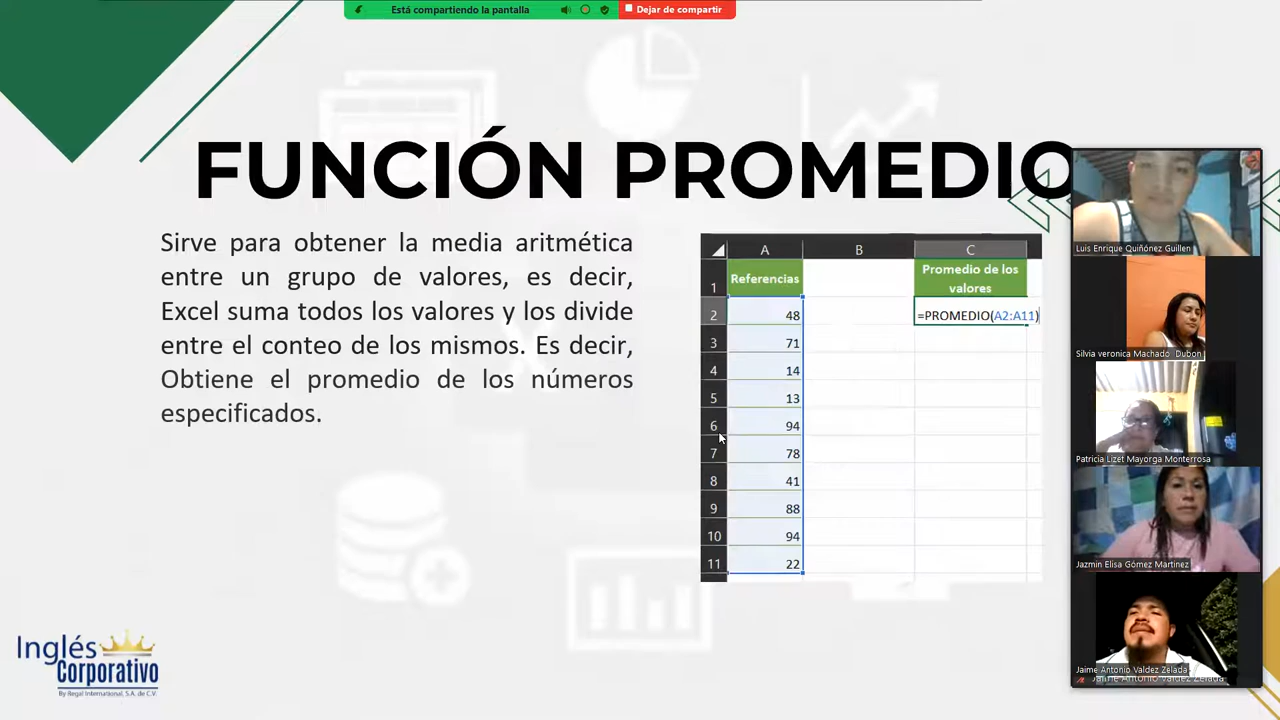 Está compartiendo la pantalla
Dejar de compartir
FUNCIÓN PROMEDIO
Sirve para obtener la media aritmética
entre un grupo de valores, es decir,
Excel suma todos los valores y los divide
entre el conteo de los mismos. Es decir,
Obtiene el promedio de los números
especificados.
A B C
1 Referencias Promedio de los
valores
2 48 =PROMEDIO(A2:A11)
3 71
4 14
5 13
6 94
7 78
8 41
9 88
10 94
11 22
Luis Enrique Quiñónez Guillen
Silvia veronica Machado Dubon
Patricia Lizet Mayorga Monterrosa
Jazmin Elisa Gómez Martinez
Jaime Antonio Valdez Zelada
Jaime Antonio Valdez Zelada
Inglés
Corporativo
By Regal International, S.A. de C.V.